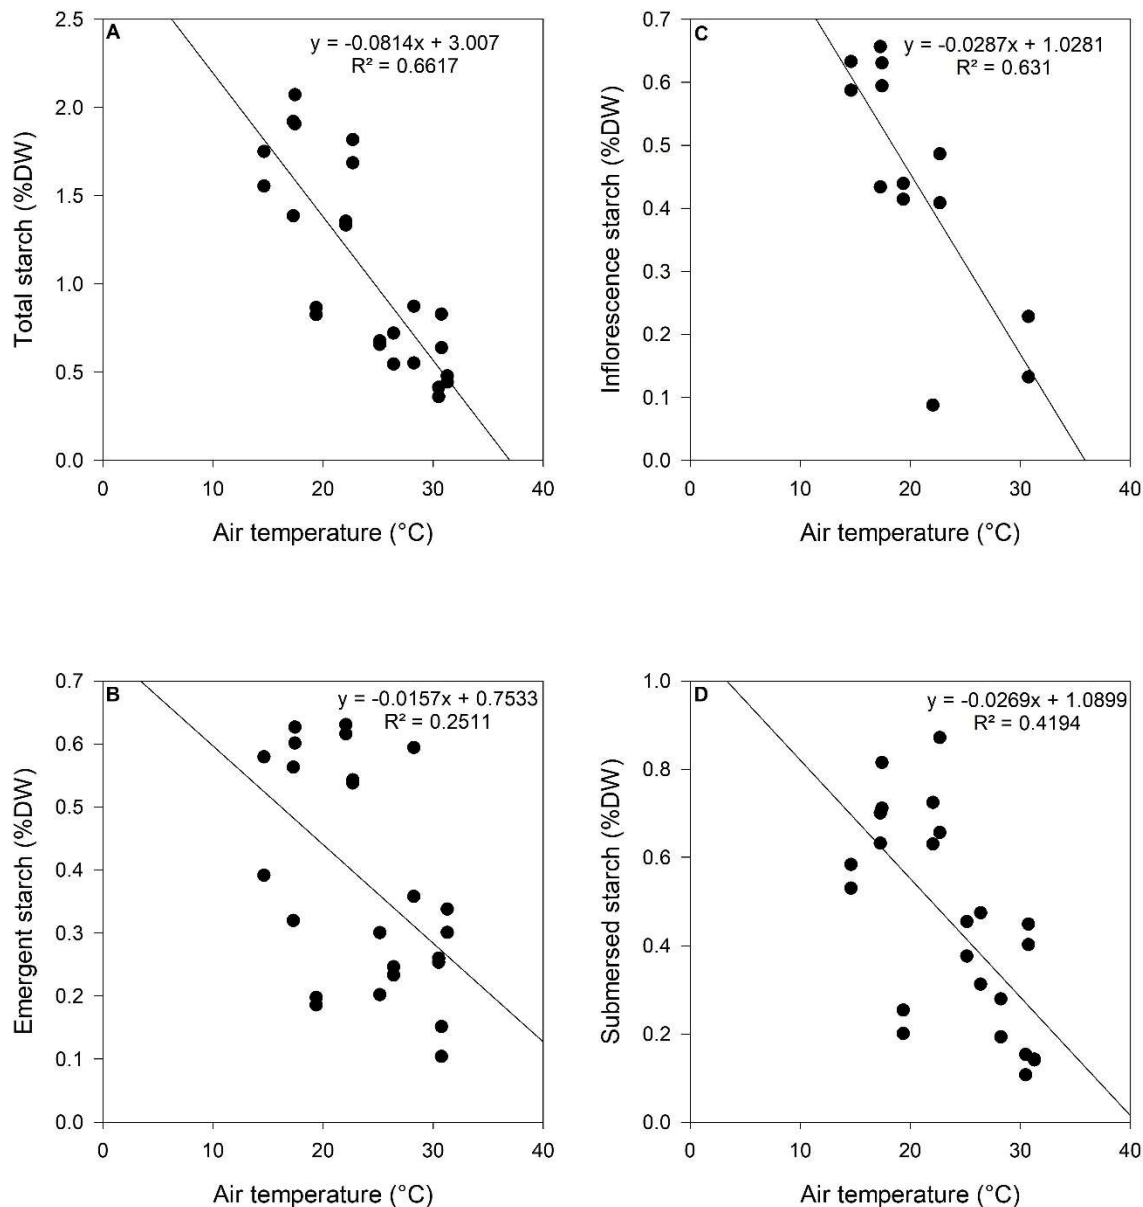 A
y = -0.0814x + 3.007
R² = 0.6617
2.5
2.0
1.5
1.0
0.5
0.0
Total starch (%DW)
0 10 20 30 40
Air temperature (°C)
C
y = -0.0287x + 1.0281
R² = 0.631
0.7
0.6
0.5
0.4
0.3
0.2
0.1
0.0
Inflorescence starch (%DW)
0 10 20 30 40
Air temperature (°C)
B
y = -0.0157x + 0.7533
R² = 0.2511
0.7
0.6
0.5
0.4
0.3
0.2
0.1
0.0
Emergent starch (%DW)
0 10 20 30 40
Air temperature (°C)
D
y = -0.0269x + 1.0899
R² = 0.4194
1.0
0.8
0.6
0.4
0.2
0.0
Submersed starch (%DW)
0 10 20 30 40
Air temperature (°C)